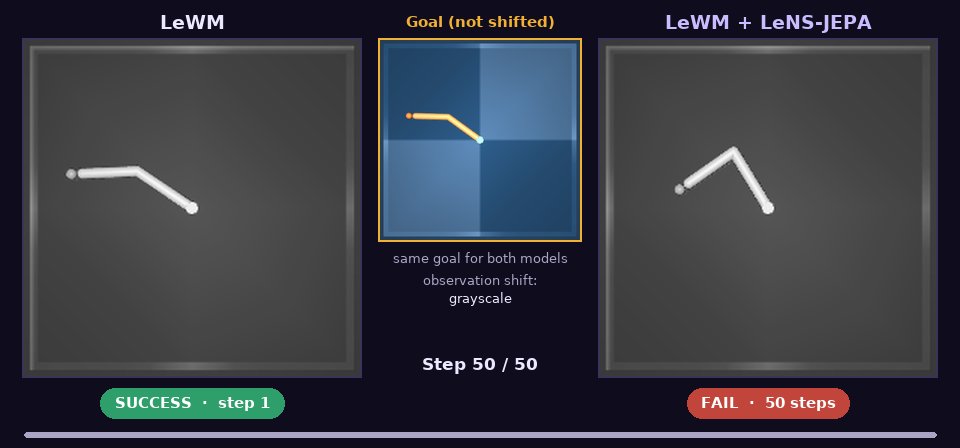 LeWM
Goal (not shifted)
LeWM + LeNS-JEPA
same goal for both models
observation shift:
grayscale
Step 50 / 50
SUCCESS · step 1
FAIL · 50 steps